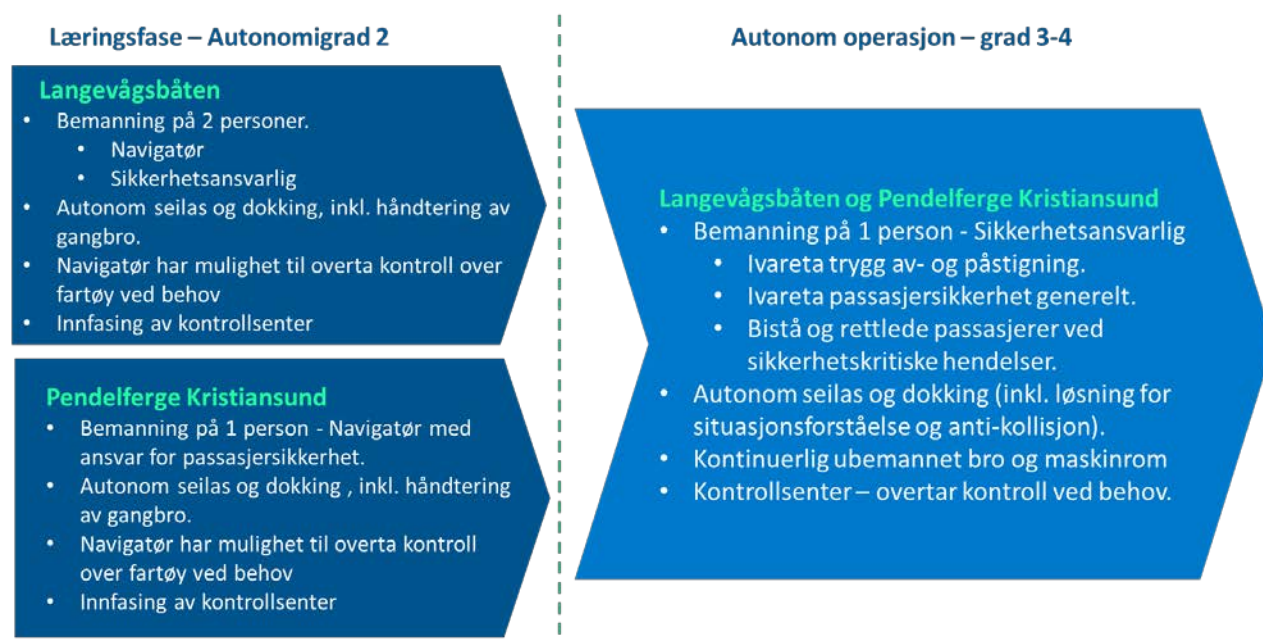 Læringsfase – Autonomigrad 2
Langevågsbåten
• Bemanning på 2 personer.
• Navigatør
• Sikkerhetsansvarlig
• Autonom seilas og dokking, inkl. håndtering av
gangbro.
• Navigatør har mulighet til overta kontroll over
fartøy ved behov
• Innfasing av kontrollsenter
Pendelferge Kristiansund
• Bemanning på 1 person - Navigatør med
ansvar for passasjersikkerhet.
• Autonom seilas og dokking , inkl. håndtering
av gangbro.
• Navigatør har mulighet til overta kontroll
over fartøy ved behov
• Innfasing av kontrollsenter
Autonom operasjon – grad 3-4
Langevågsbåten og Pendelferge Kristiansund
• Bemanning på 1 person - Sikkerhetsansvarlig
• Ivareta trygg av- og påstigning.
• Ivareta passasjersikkerhet generelt.
• Bistå og rettlede passasjerer ved
sikkerhetskritiske hendelser.
• Autonom seilas og dokking (inkl. løsning for
situasjonsforståelse og anti-kollisjon).
• Kontinuerlig ubemannet bro og maskinrom
• Kontrollsenter – overtar kontroll ved behov.